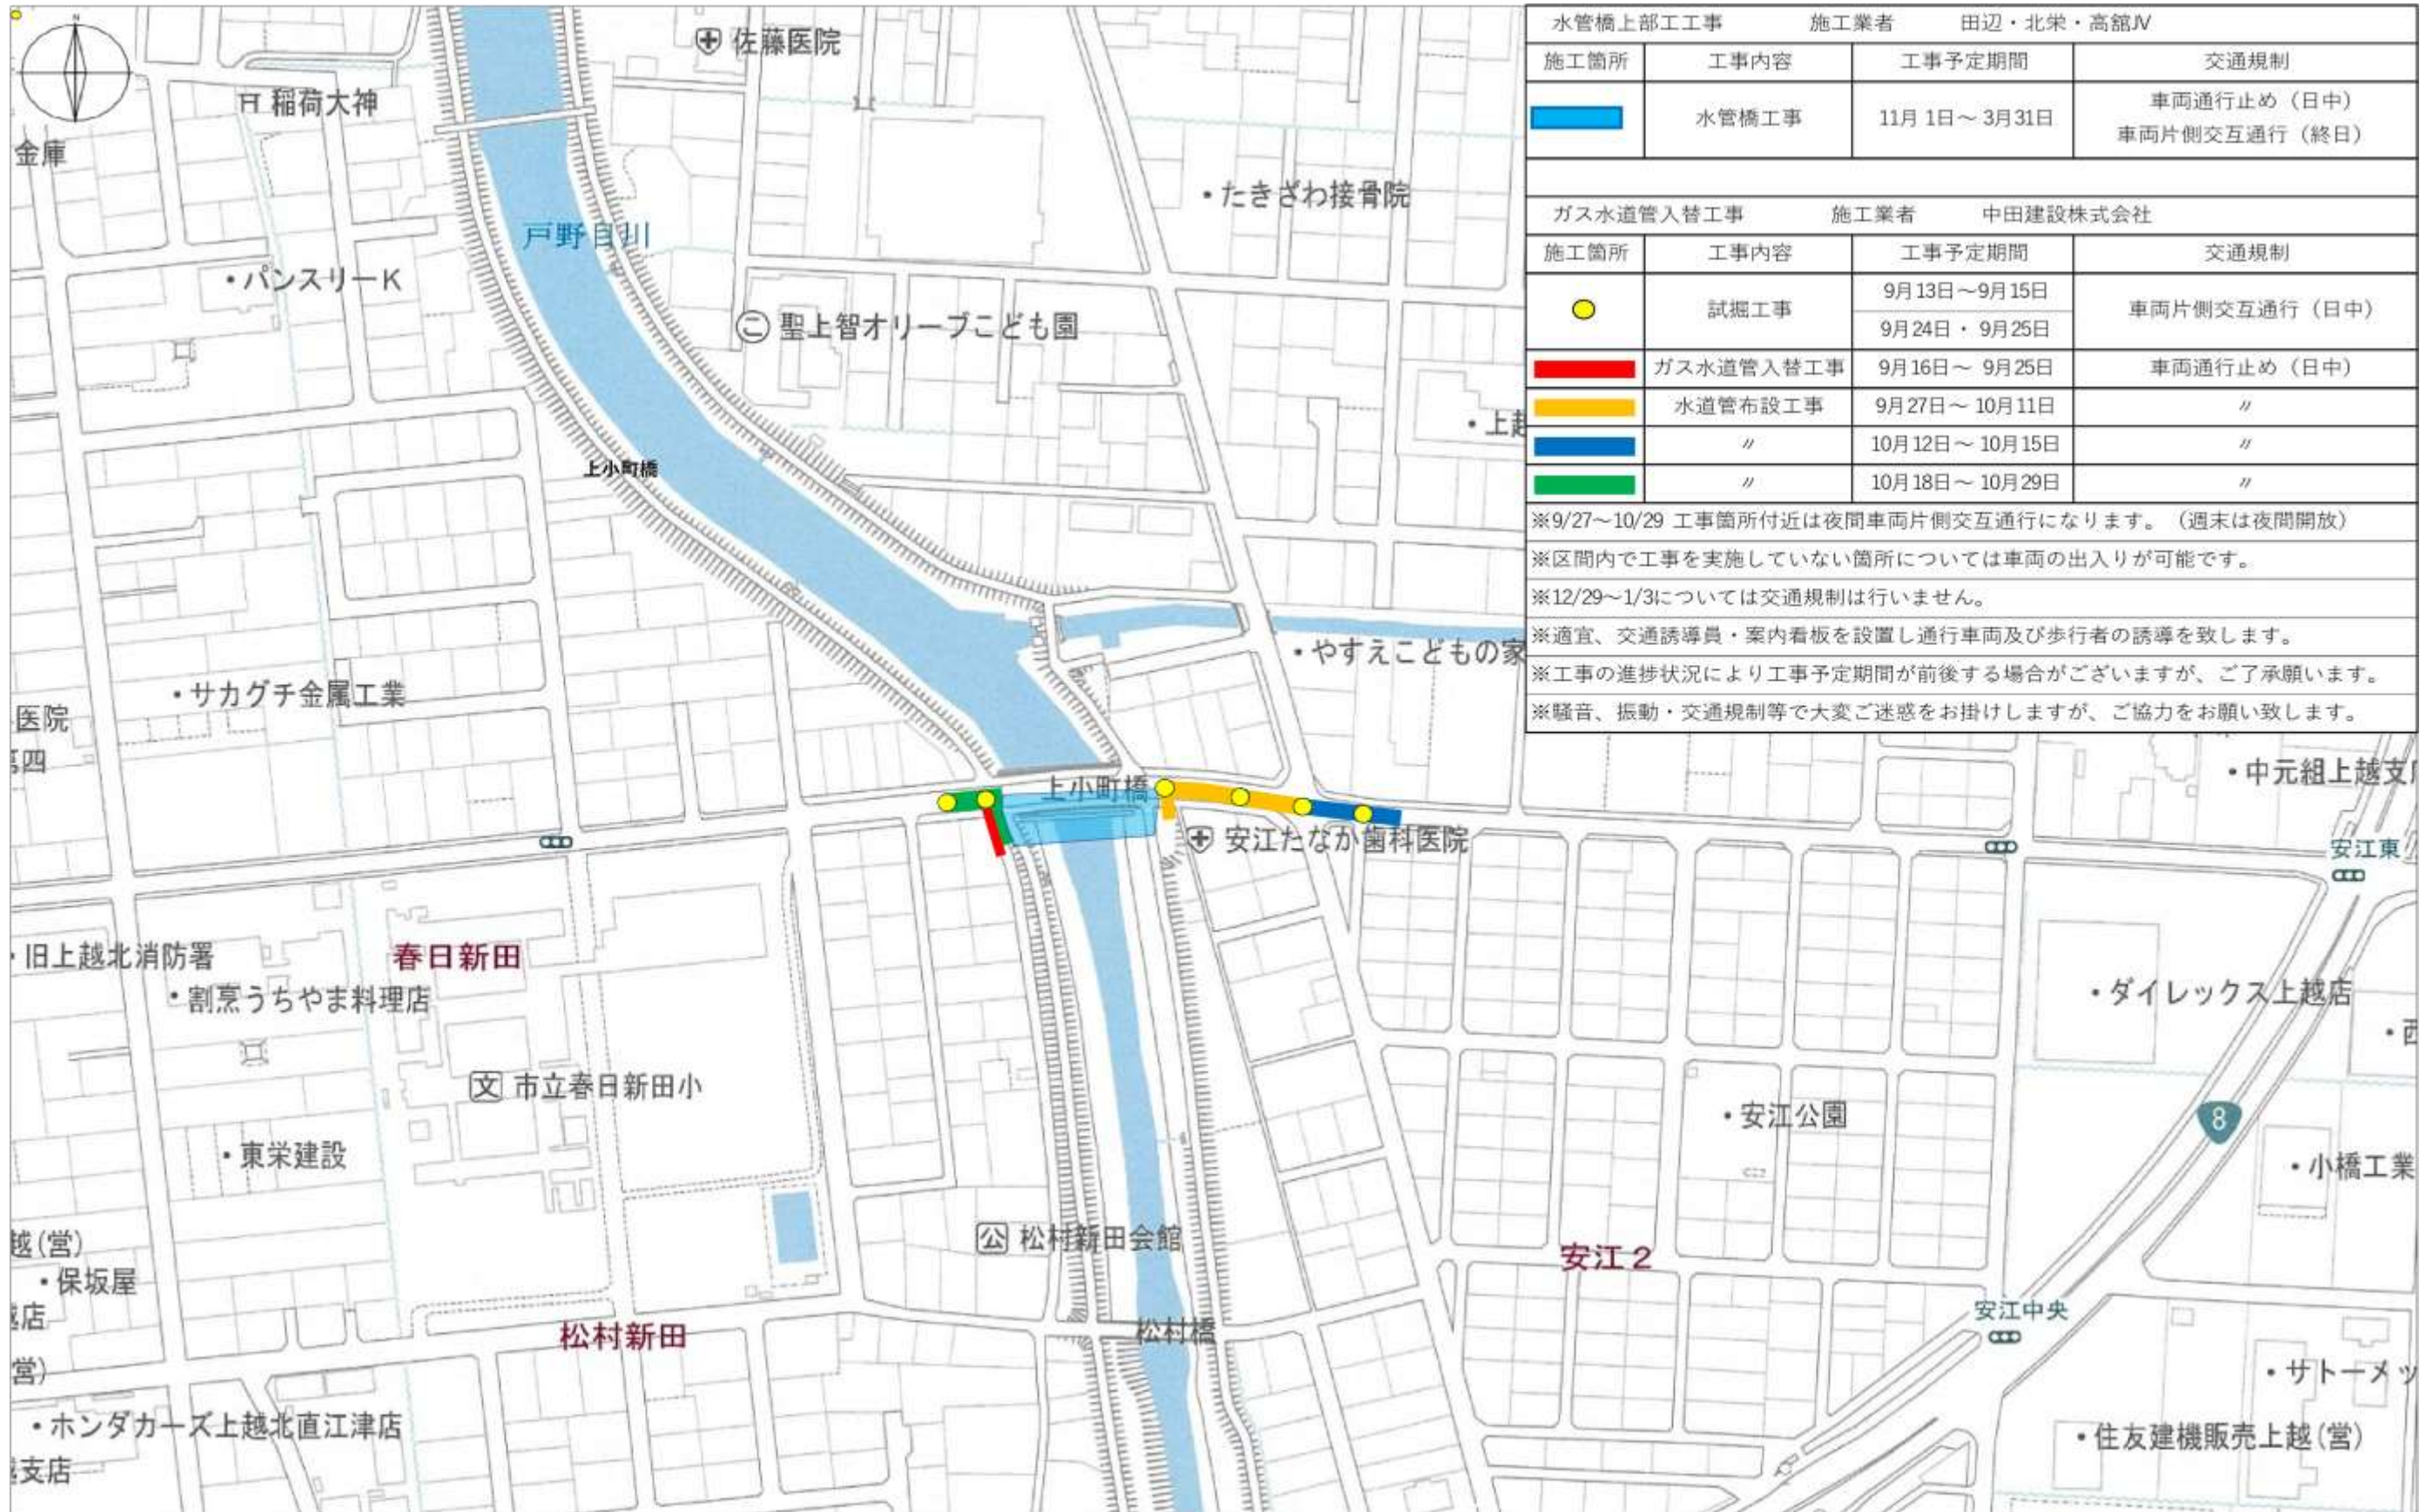 水管橋上部工工事 施工業者 田辺・北栄・高舘JV
施工箇所 工事内容 工事予定期間 交通規制
水管橋工事 11月 1日～ 3月31日 車両通行止め（日中）
車両片側交互通行（終日）
ガス水道管入替工事 施工業者 中田建設株式会社
施工箇所 工事内容 工事予定期間 交通規制
試掘工事 9月13日～9月15日 車両片側交互通行（日中）
9月24日・ 9月25日
ガス水道管入替工事 9月16日～ 9月25日 車両通行止め（日中）
水道管布設工事 9月27日～ 10月11日 〃
〃 10月12日～ 10月15日 〃
〃 10月18日～ 10月29日 〃
※9/27～10/29 工事箇所付近は夜間車両片側交互通行になります。（週末は夜間開放）
※区間内で工事を実施していない箇所については車両の出入りが可能です。
※12/29～1/3については交通規制は行いません。
※適宜、交通誘導員・案内看板を設置し通行車両及び歩行者の誘導を致します。
※工事の進捗状況により工事予定期間が前後する場合がございますが、ご了承願います。
※騒音、振動・交通規制等で大変ご迷惑をお掛けしますが、ご協力をお願い致します。
N
佐藤医院
稲荷大神
金庫
・たきざわ接骨院
戸野目川
・パンスリーK
㋥ 聖上智オリーブこども園
・上越
上小町橋
・やすえこどもの家
・サカグチ金属工業
医院
第四
・中元組上越支店
上小町橋
安江たなか歯科医院
安江東
・旧上越北消防署
春日新田
・割烹うちやま料理店
・ダイレックス上越店
・西
文 市立春日新田小
・安江公園
8
・東栄建設
・小橋工業
公 松村新田会館
越(営)
安江2
・保坂屋
越店
安江中央
松村新田
松村橋
営)
・サトーメッ
・ホンダカーズ上越北直江津店
・住友建機販売上越(営)
支店